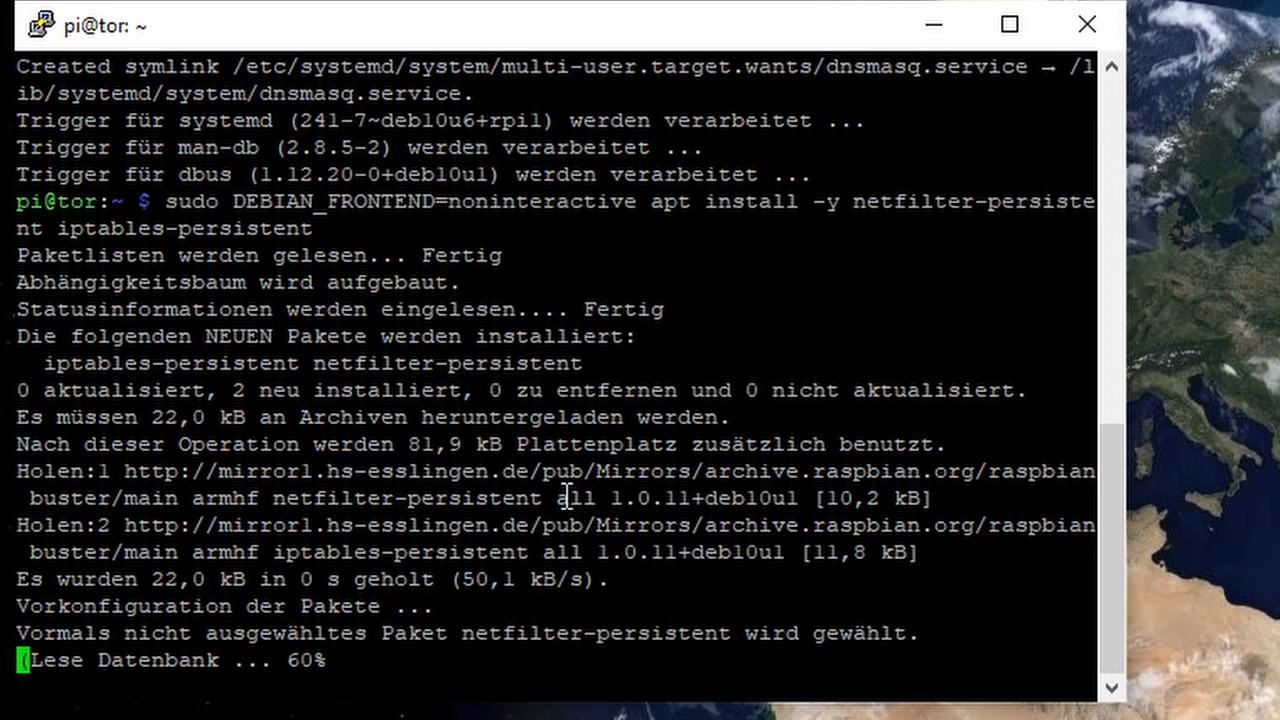 pi@tor: ~
Created symlink /etc/systemd/system/multi-user.target.wants/dnsmasq.service → /l
ib/systemd/system/dnsmasq.service.
Trigger für systemd (241-7~deb10u6+rpi1) werden verarbeitet ...
Trigger für man-db (2.8.5-2) werden verarbeitet ...
Trigger für dbus (1.12.20-0+deb10u1) werden verarbeitet ...
pi@tor:~ $ sudo DEBIAN_FRONTEND=noninteractive apt install -y netfilter-persiste
nt iptables-persistent
Paketlisten werden gelesen... Fertig
Abhängigkeitsbaum wird aufgebaut.
Statusinformationen werden eingelesen.... Fertig
Die folgenden NEUEN Pakete werden installiert:
  iptables-persistent netfilter-persistent
0 aktualisiert, 2 neu installiert, 0 zu entfernen und 0 nicht aktualisiert.
Es müssen 22,0 kB an Archiven heruntergeladen werden.
Nach dieser Operation werden 81,9 kB Plattenplatz zusätzlich benutzt.
Holen:1 http://mirror1.hs-esslingen.de/pub/Mirrors/archive.raspbian.org/raspbian
 buster/main armhf netfilter-persistent all 1.0.11+deb10u1 [10,2 kB]
Holen:2 http://mirror1.hs-esslingen.de/pub/Mirrors/archive.raspbian.org/raspbian
 buster/main armhf iptables-persistent all 1.0.11+deb10u1 [11,8 kB]
Es wurden 22,0 kB in 0 s geholt (50,1 kB/s).
Vorkonfiguration der Pakete ...
Vormals nicht ausgewähltes Paket netfilter-persistent wird gewählt.
(Lese Datenbank ... 60%